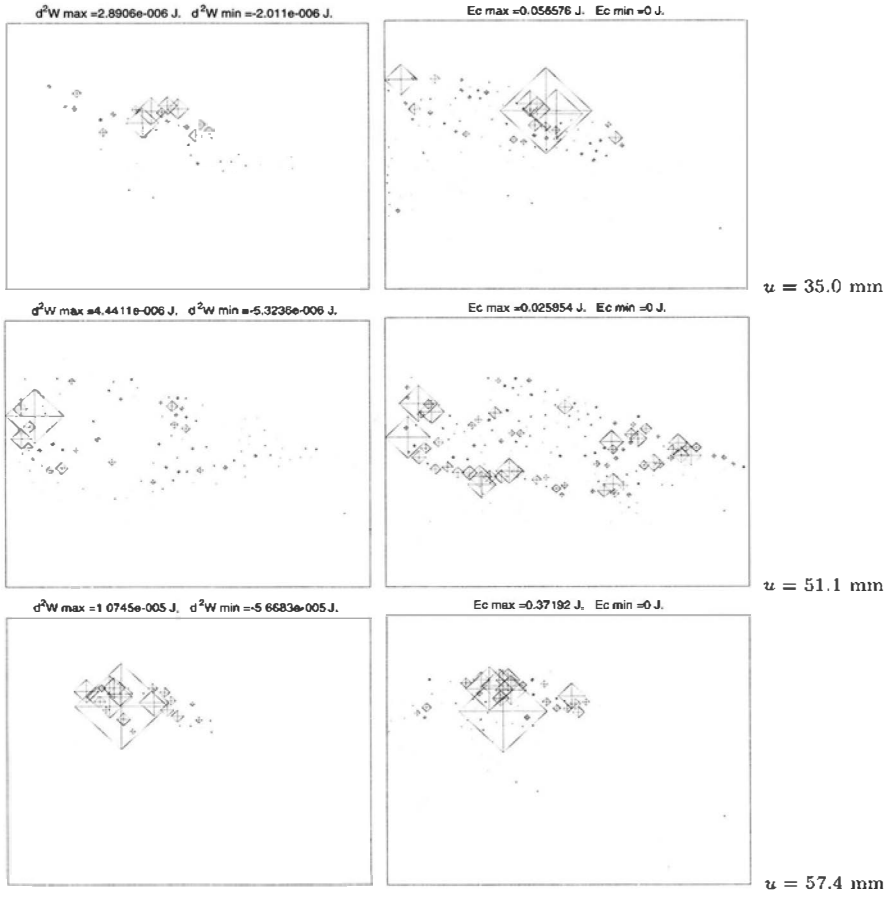 d²W max =2.8906e-006 J. d²W min =-2.011e-006 J.
Ec max =0.056576 J. Ec min =0 J.
u = 35.0 mm
d²W max =4.4411e-006 J. d²W min =-5.3236e-006 J.
Ec max =0.025954 J. Ec min =0 J.
u = 51.1 mm
d²W max =1 0745e-005 J. d²W min =-5 6683e-005 J.
Ec max =0.37192 J. Ec min =0 J.
u = 57.4 mm